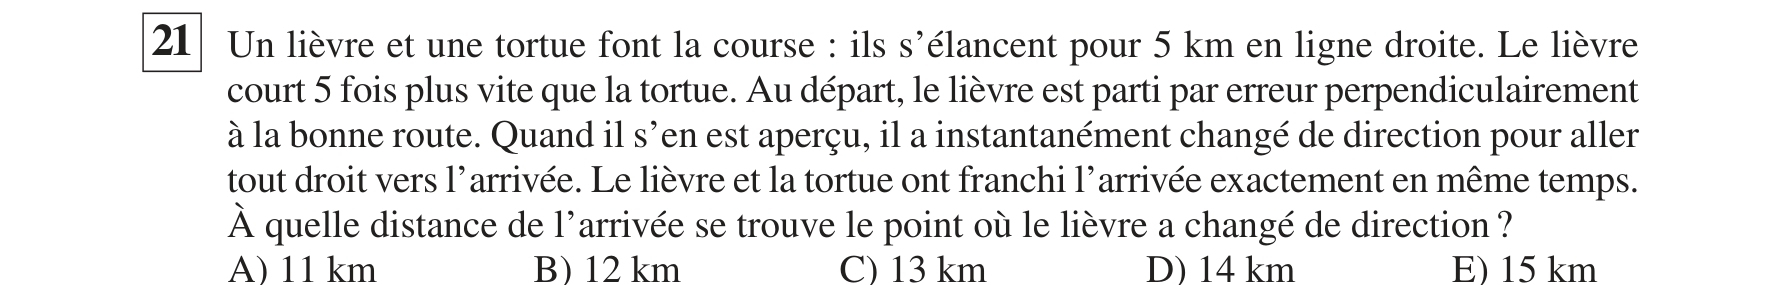 21 Un lièvre et une tortue font la course : ils s’élancent pour 5 km en ligne droite. Le lièvre
court 5 fois plus vite que la tortue. Au départ, le lièvre est parti par erreur perpendiculairement
à la bonne route. Quand il s’en est aperçu, il a instantanément changé de direction pour aller
tout droit vers l’arrivée. Le lièvre et la tortue ont franchi l’arrivée exactement en même temps.
À quelle distance de l’arrivée se trouve le point où le lièvre a changé de direction ?
A) 11 km B) 12 km C) 13 km D) 14 km E) 15 km